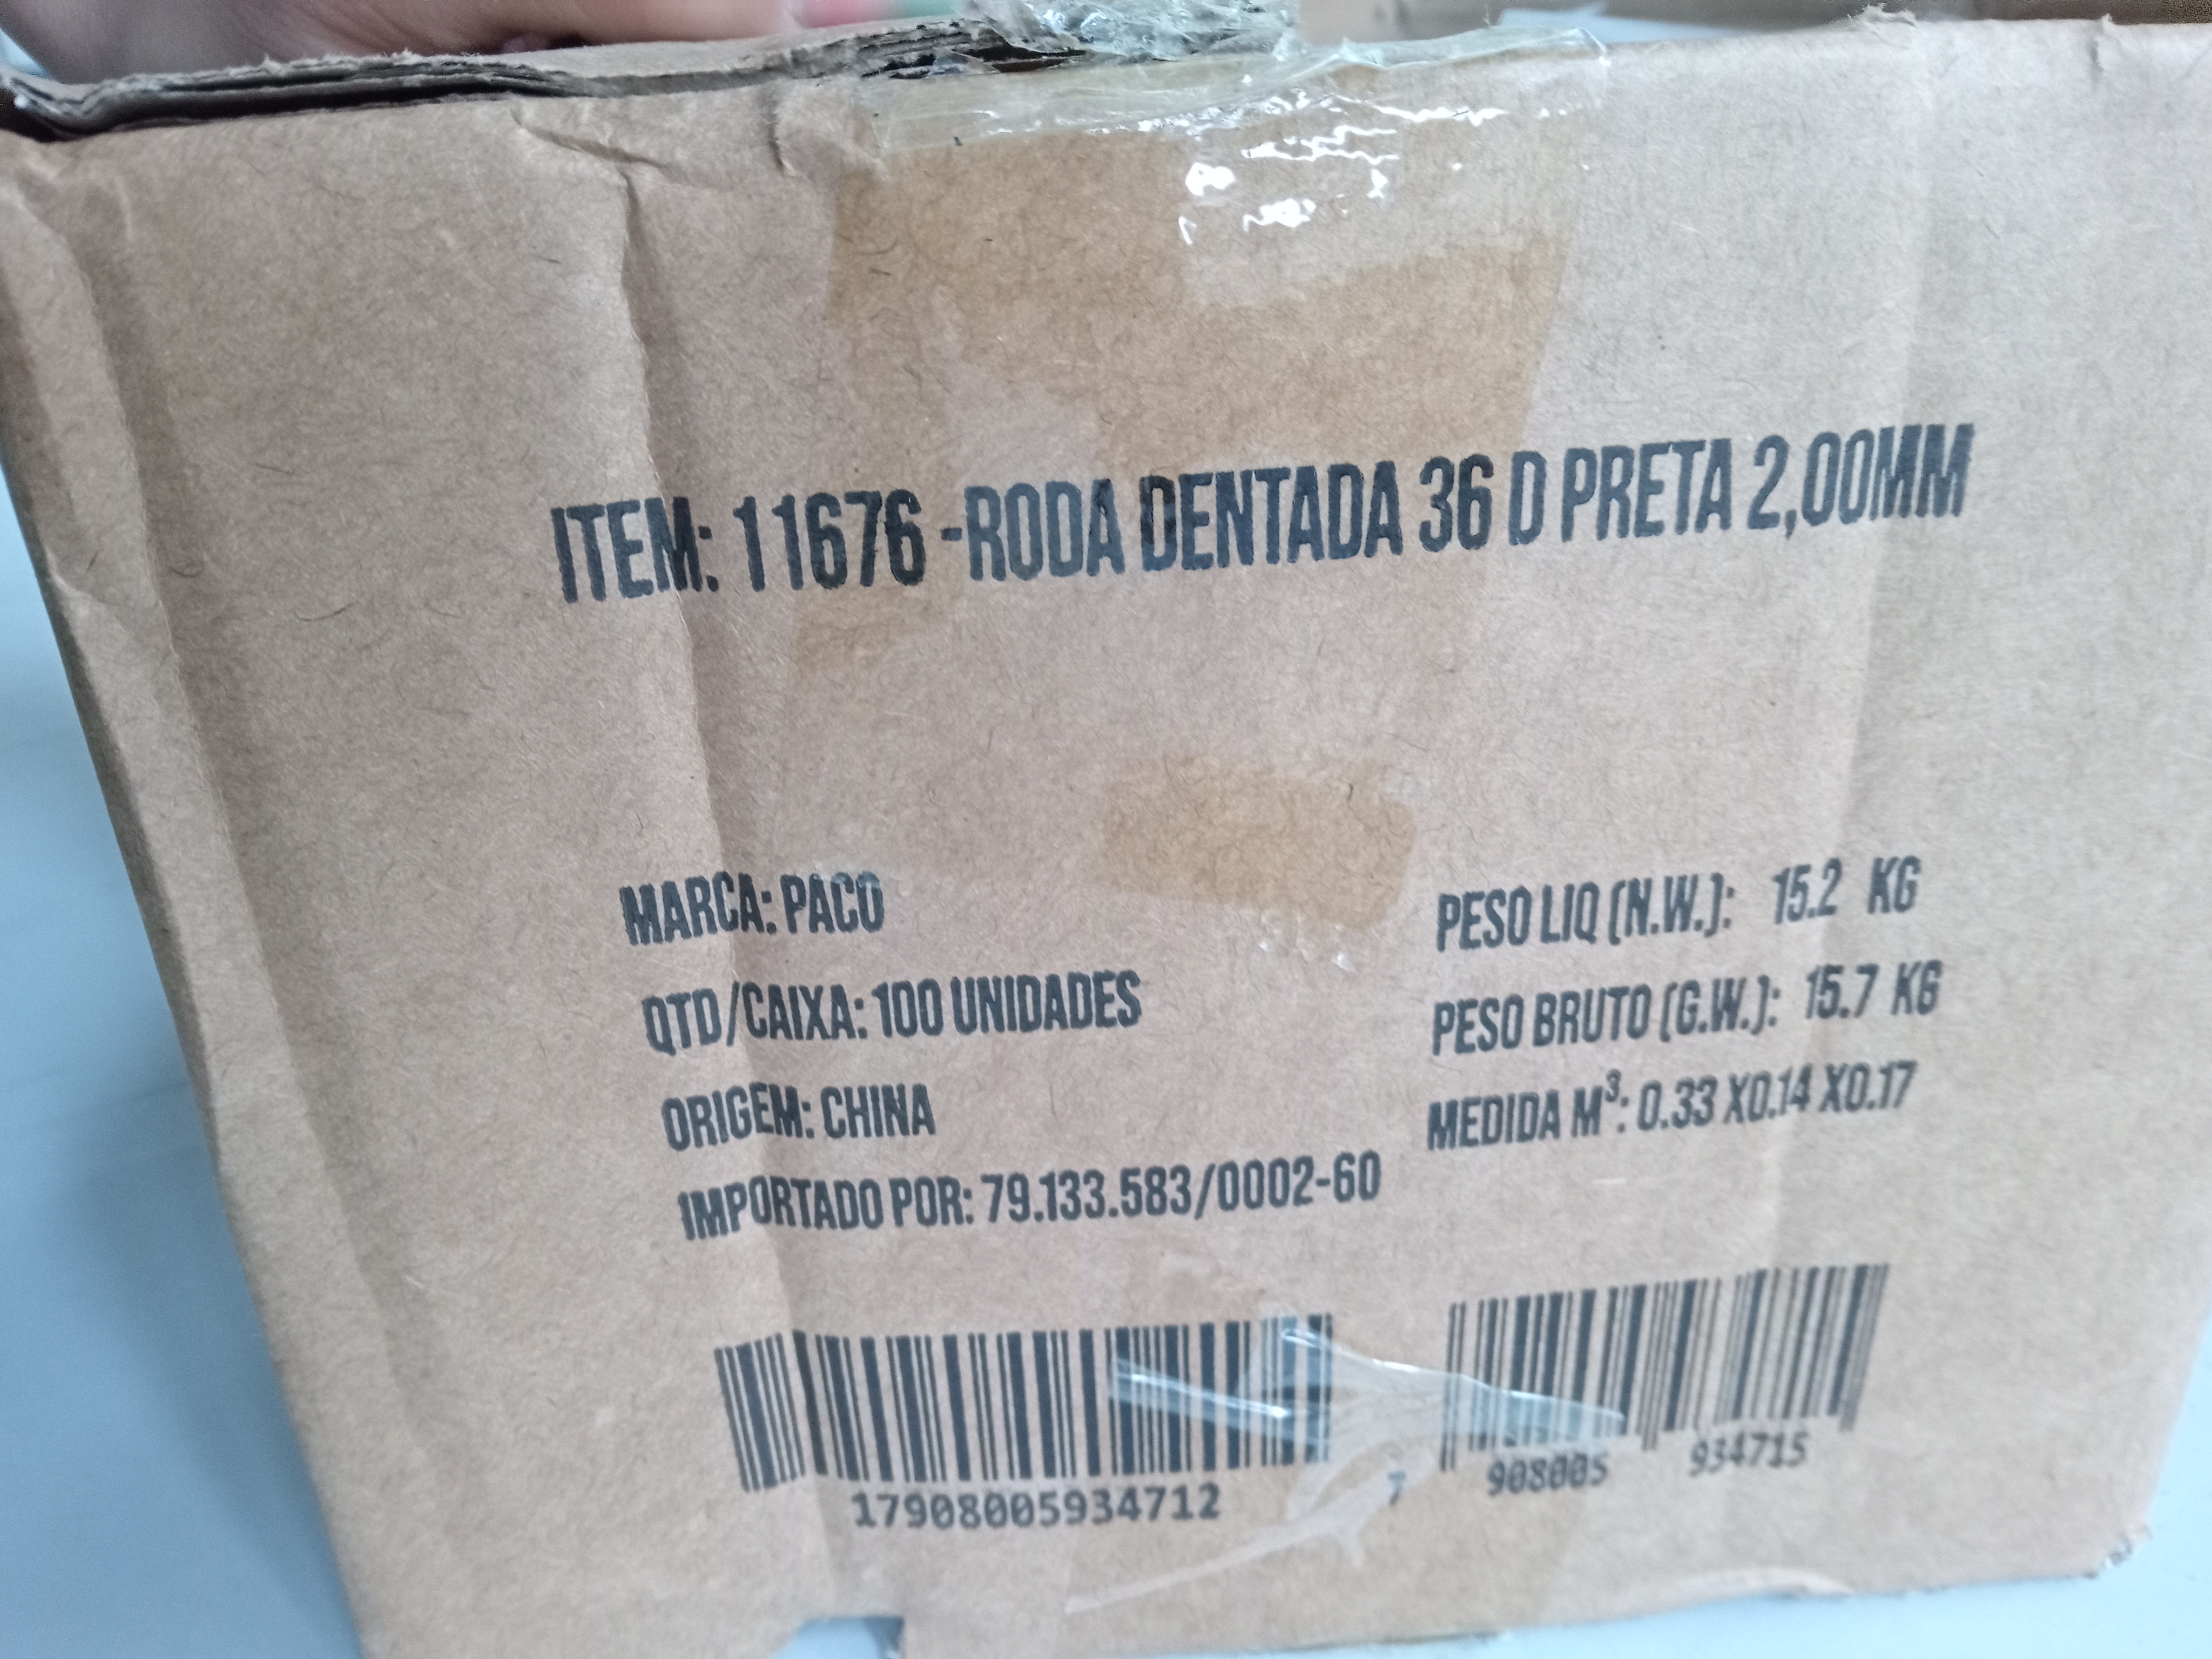 ITEM: 11676 -RODA DENTADA 36 D PRETA 2,00MM
MARCA: PACO
QTD/CAIXA: 100 UNIDADES
ORIGEM: CHINA
IMPORTADO POR: 79.133.583/0002-60
PESO LIQ (N.W.): 15.2 KG
PESO BRUTO (G.W.): 15.7 KG
MEDIDA M³: 0.33 X0.14 X0.17
17908005934712
7 908005 934715